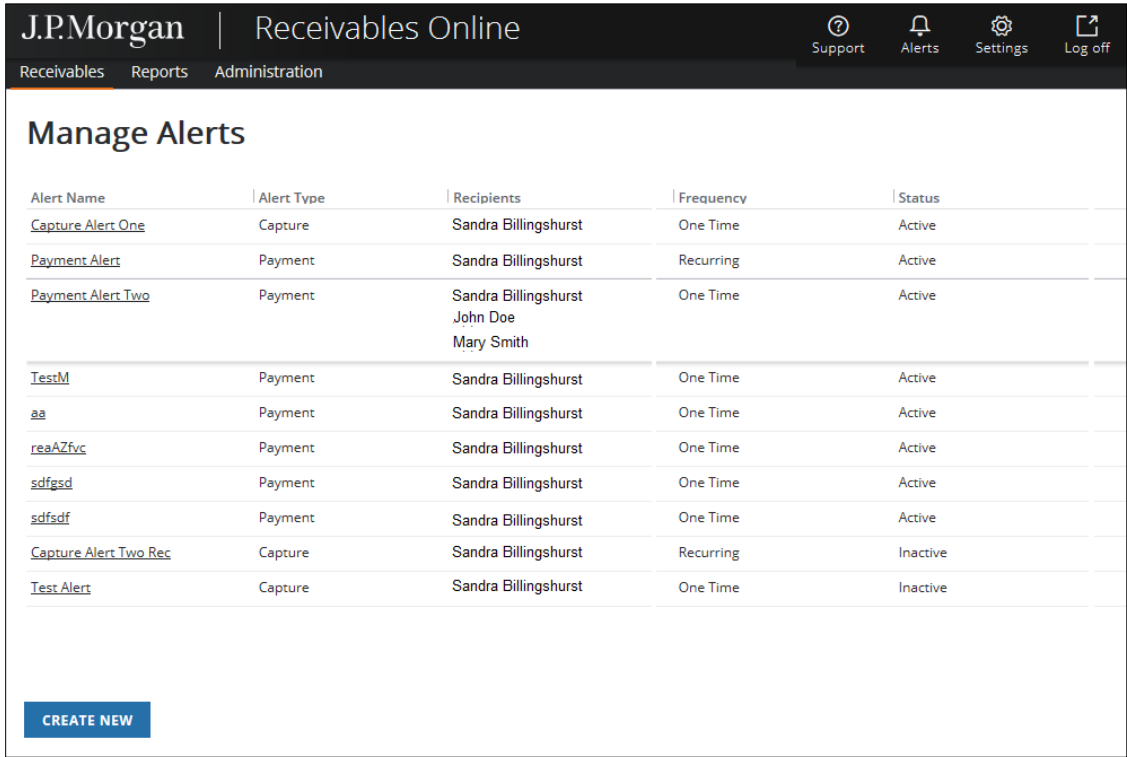 J.P.Morgan Receivables Online
Support Alerts Settings Log off
Receivables Reports Administration
Manage Alerts
Alert Name Alert Type Recipients Frequency Status
Capture Alert One Capture Sandra Billingshurst One Time Active
Payment Alert Payment Sandra Billingshurst Recurring Active
Payment Alert Two Payment Sandra Billingshurst One Time Active
John Doe
Mary Smith
TestM Payment Sandra Billingshurst One Time Active
aa Payment Sandra Billingshurst One Time Active
reaAZfvc Payment Sandra Billingshurst One Time Active
sdfgsd Payment Sandra Billingshurst One Time Active
sdfsdf Payment Sandra Billingshurst One Time Active
Capture Alert Two Rec Capture Sandra Billingshurst Recurring Inactive
Test Alert Capture Sandra Billingshurst One Time Inactive
CREATE NEW